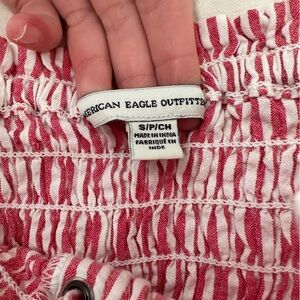 MERICAN EAGLE OUTFITTE
S/P/CH
MADE IN INDIA
FABRIQUÉ EN
INDE